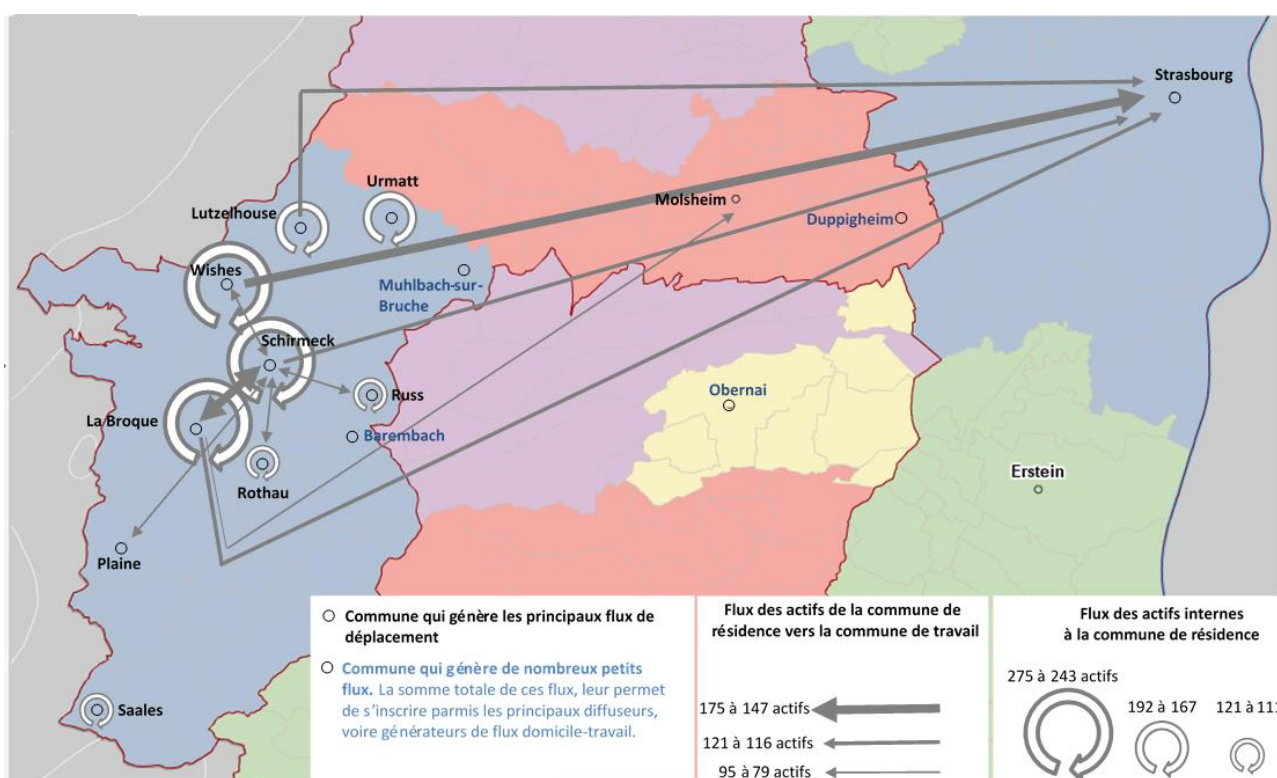 Strasbourg
Urmatt
Molsheim
Lutzelhouse
Duppigheim
Wishes
Muhlbach-sur-
Bruche
Schirmeck
Russ
Obernai
La Broque
Barembach
Erstein
Rothau
Plaine
Saales
Commune qui génère les principaux flux de
déplacement
Commune qui génère de nombreux petits
flux. La somme totale de ces flux, leur permet
de s'inscrire parmis les principaux diffuseurs,
voire générateurs de flux domicile-travail.
Flux des actifs de la commune de
résidence vers la commune de travail
175 à 147 actifs
121 à 116 actifs
95 à 79 actifs
Flux des actifs internes
à la commune de résidence
275 à 243 actifs
192 à 167
121 à 111